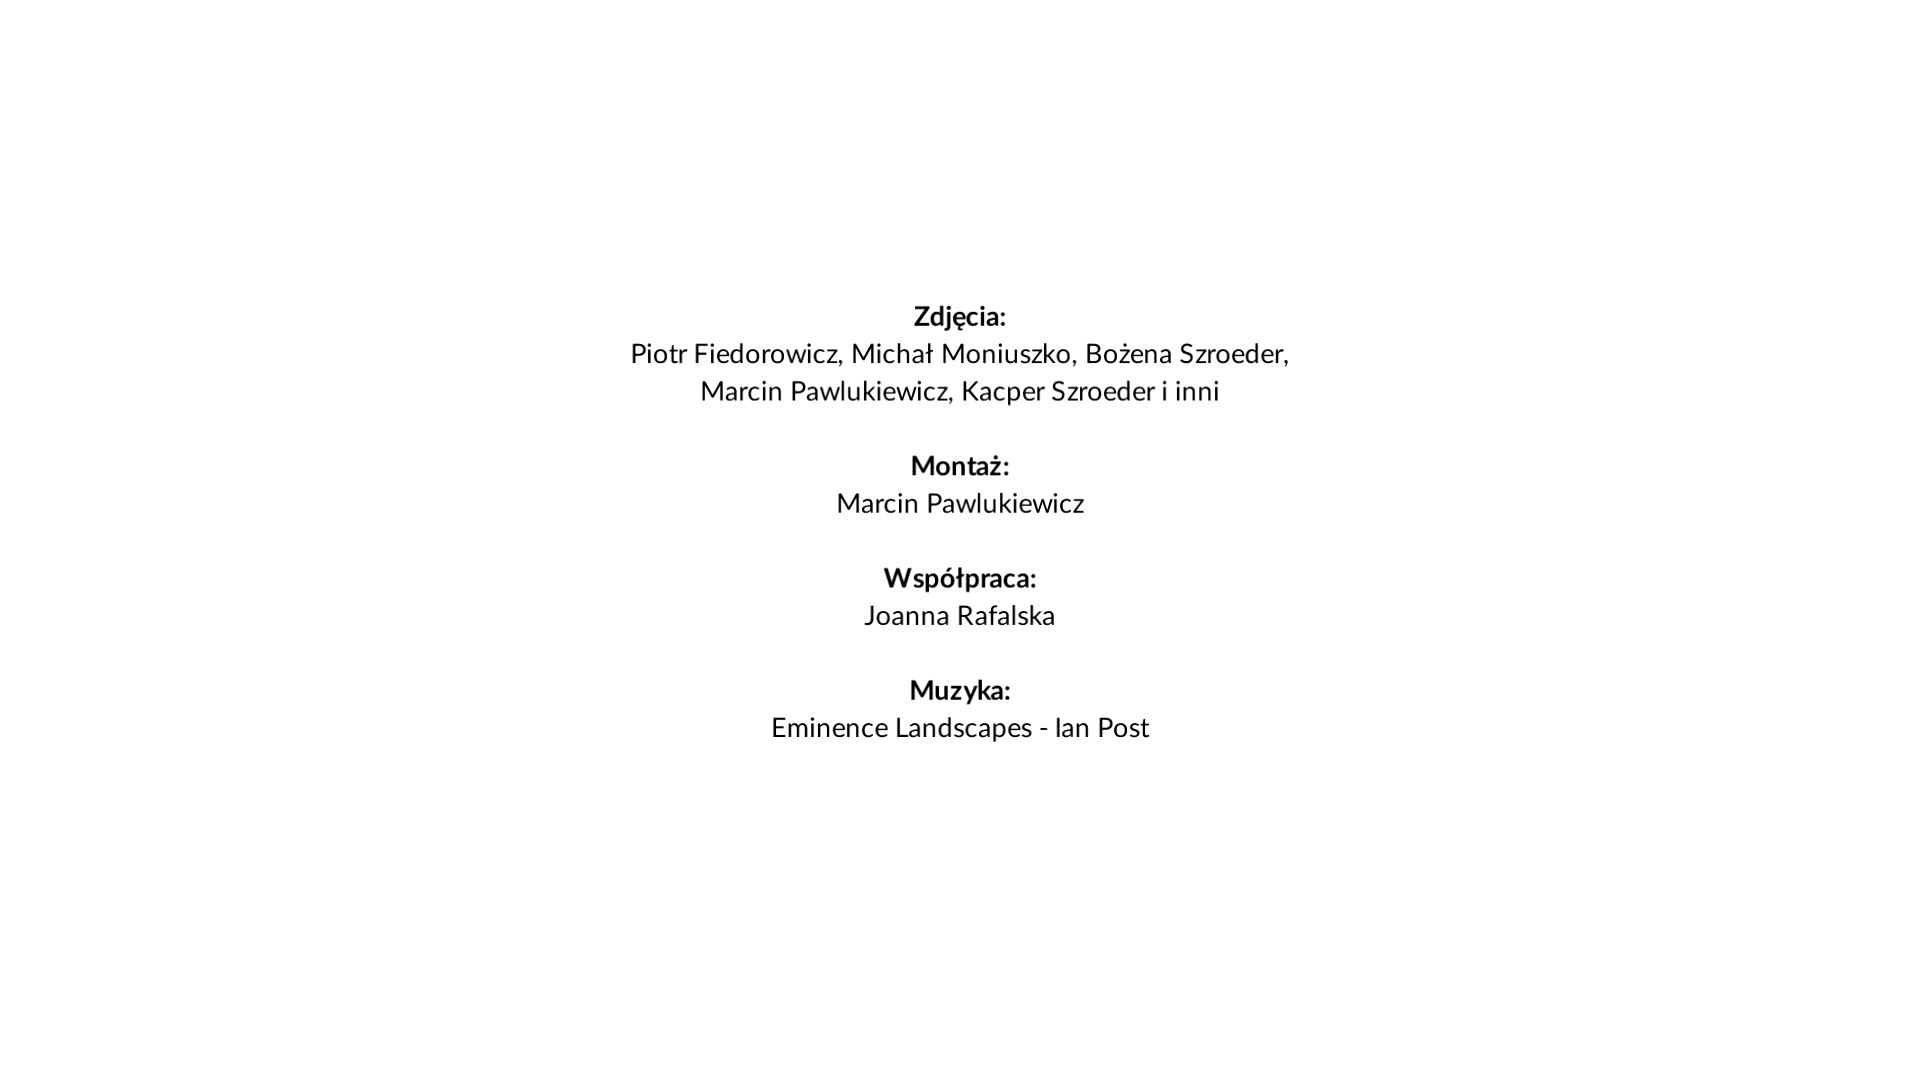 Zdjęcia:
Piotr Fiedorowicz, Michał Moniuszko, Bożena Szroeder,
Marcin Pawlukiewicz, Kacper Szroeder i inni
Montaż:
Marcin Pawlukiewicz
Współpraca:
Joanna Rafalska
Muzyka:
Eminence Landscapes - Ian Post